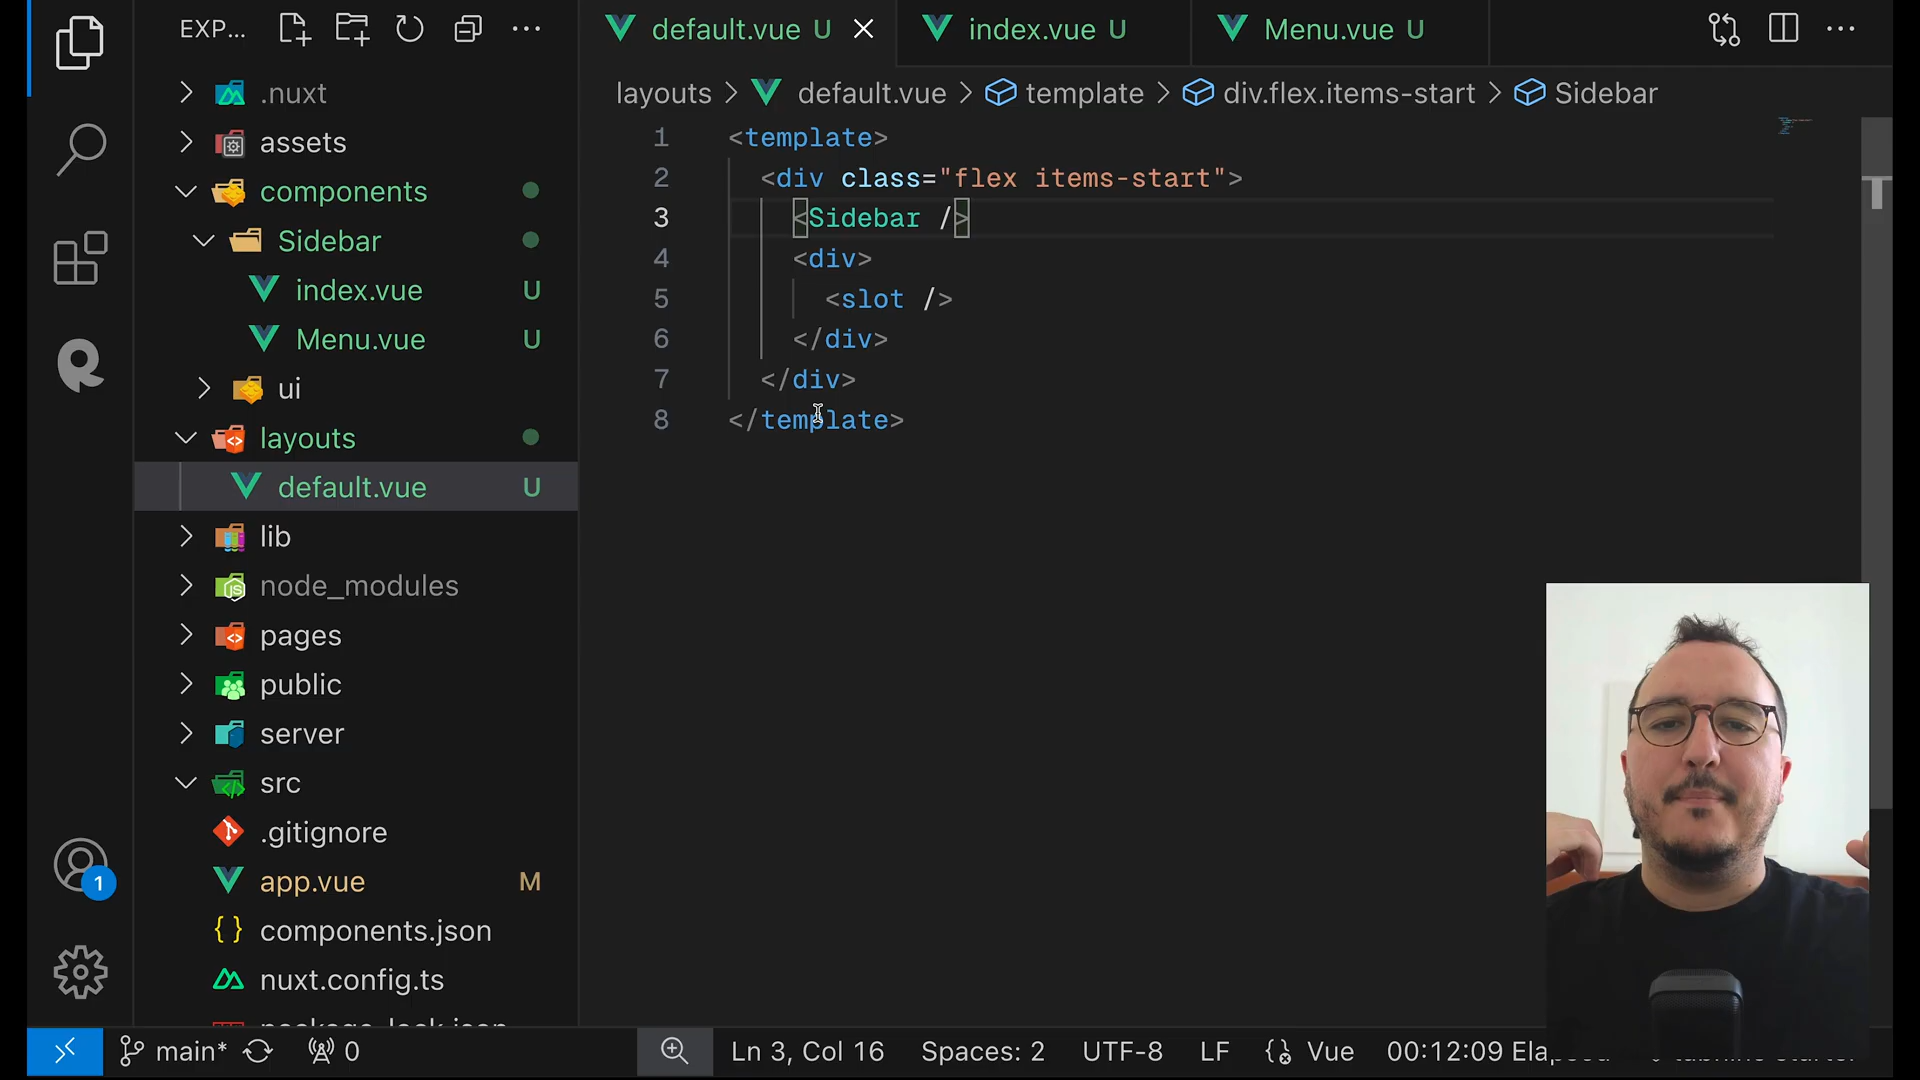 EXP...
.nuxt
assets
components
Sidebar
index.vue U
Menu.vue U
ui
layouts
default.vue U
lib
node_modules
pages
public
server
src
.gitignore
app.vue M
components.json
nuxt.config.ts
default.vue U
index.vue U
Menu.vue U
layouts > default.vue > template > div.flex.items-start > Sidebar
1 <template>
2 <div class="flex items-start">
3 <Sidebar />
4 <div>
5 <slot />
6 </div>
7 </div>
8 </template>
1
main* 0 Ln 3, Col 16 Spaces: 2 UTF-8 LF Vue 00:12:09